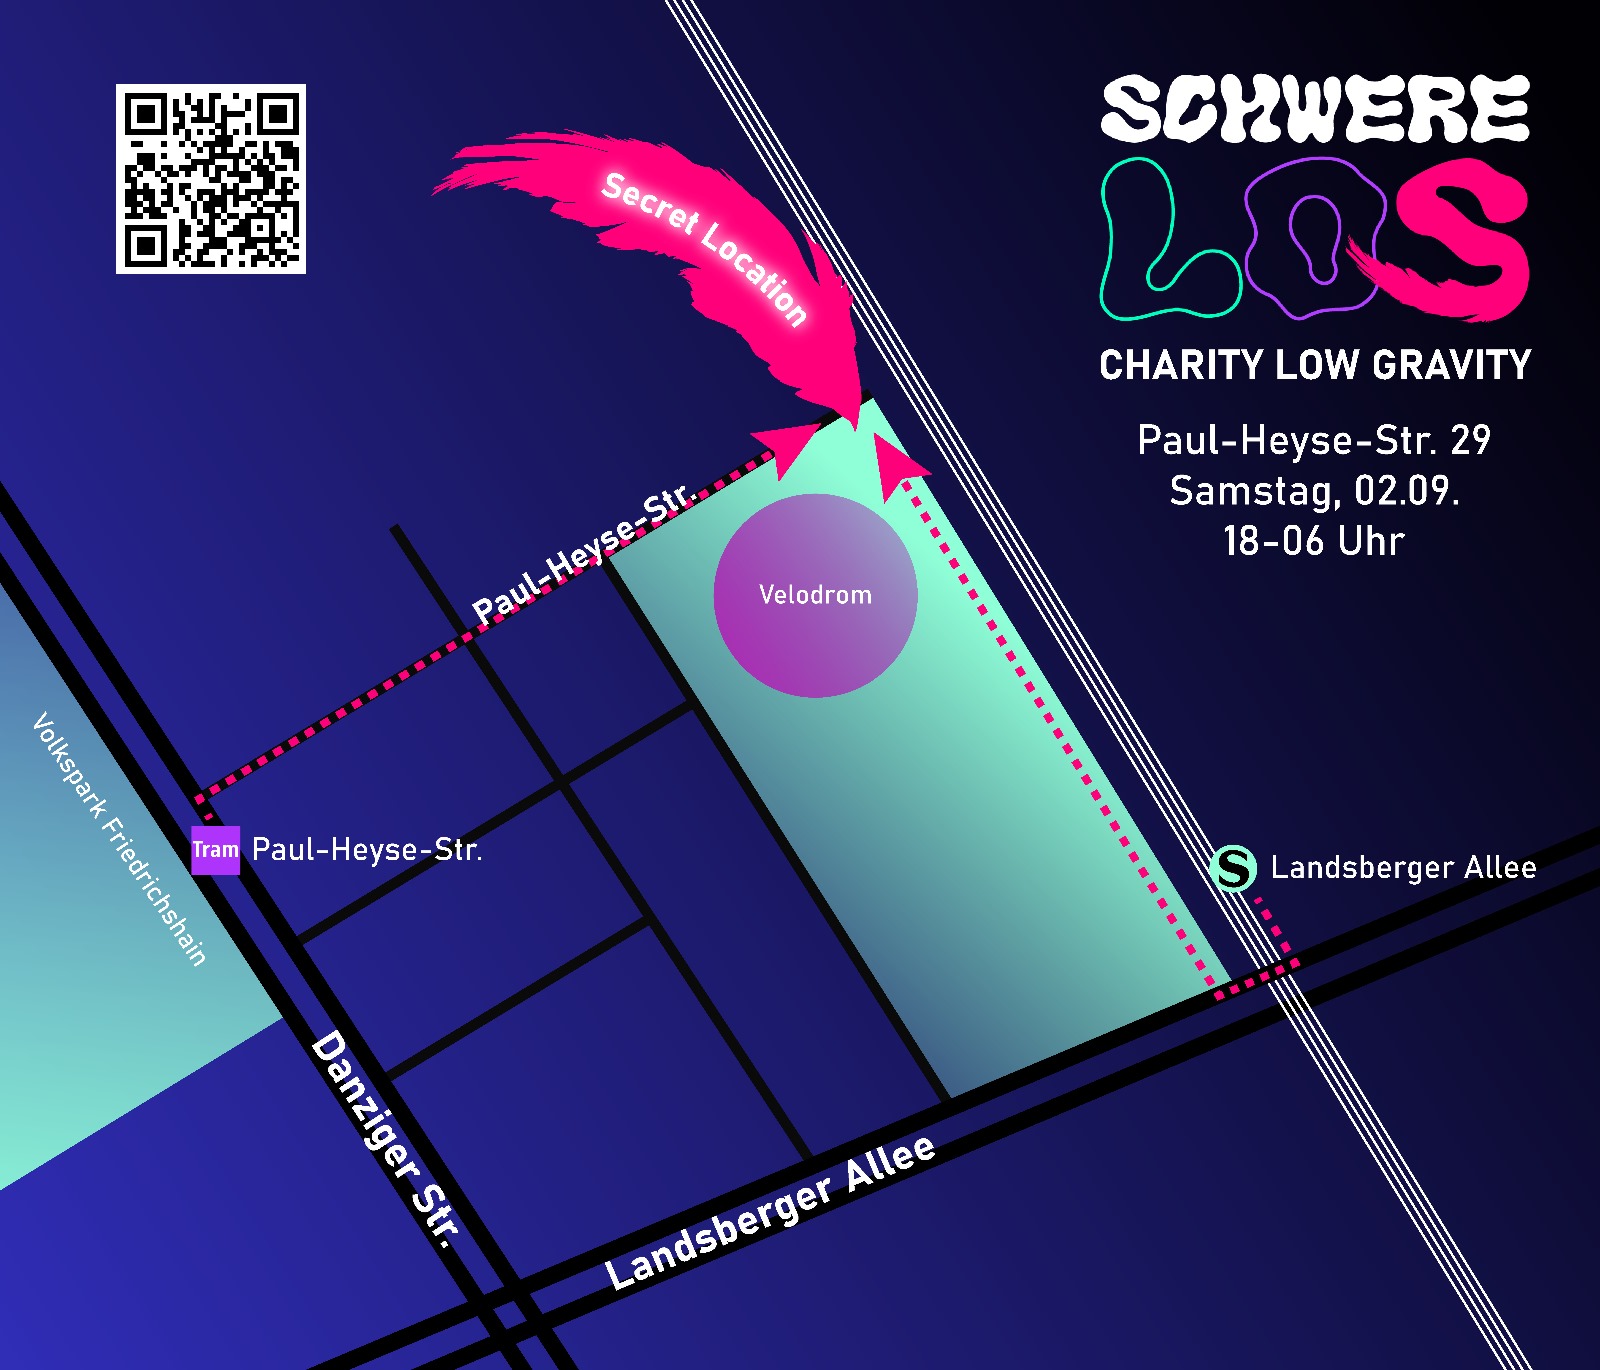 SCHWERE
LOS
CHARITY LOW GRAVITY
Paul-Heyse-Str. 29
Samstag, 02.09.
18-06 Uhr
Secret Location
Paul-Heyse-Str.
Velodrom
Volkspark Friedrichshain
Tram Paul-Heyse-Str.
S Landsberger Allee
Danziger Str.
Landsberger Allee